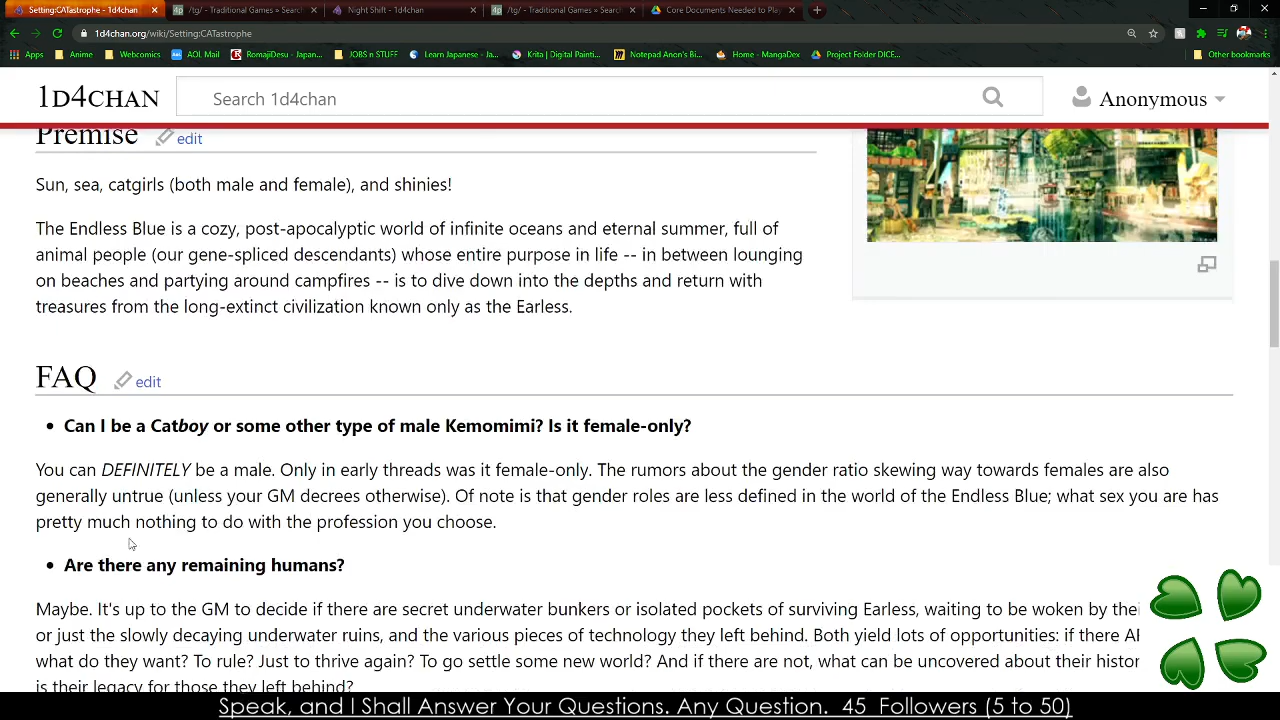 Setting:CATastrophe - 1d4chan
/tg/ - Traditional Games » Search
Night Shift - 1d4chan
/tg/ - Traditional Games » Search
Core Documents Needed to Play
1d4chan.org/wiki/Setting:CATastrophe
Apps
Anime
Webcomics
AOL Mail
RomajiDesu - Japan...
JOBS n STUFF
Learn Japanese - Ja...
Krita | Digital Painti...
Notepad Anon's Bi...
Home - MangaDex
Project Folder DICE...
Other bookmarks
1D4CHAN
Search 1d4chan
Anonymous
Premise
edit
Sun, sea, catgirls (both male and female), and shinies!
The Endless Blue is a cozy, post-apocalyptic world of infinite oceans and eternal summer, full of
animal people (our gene-spliced descendants) whose entire purpose in life -- in between lounging
on beaches and partying around campfires -- is to dive down into the depths and return with
treasures from the long-extinct civilization known only as the Earless.
FAQ
edit
• Can I be a Catboy or some other type of male Kemomimi? Is it female-only?
You can DEFINITELY be a male. Only in early threads was it female-only. The rumors about the gender ratio skewing way towards females are also
generally untrue (unless your GM decrees otherwise). Of note is that gender roles are less defined in the world of the Endless Blue; what sex you are has
pretty much nothing to do with the profession you choose.
• Are there any remaining humans?
Maybe. It's up to the GM to decide if there are secret underwater bunkers or isolated pockets of surviving Earless, waiting to be woken by thei
or just the slowly decaying underwater ruins, and the various pieces of technology they left behind. Both yield lots of opportunities: if there A
what do they want? To rule? Just to thrive again? To go settle some new world? And if there are not, what can be uncovered about their histor
is their legacy for those they left behind?
Speak, and I Shall Answer Your Questions. Any Question. 45 Followers (5 to 50)